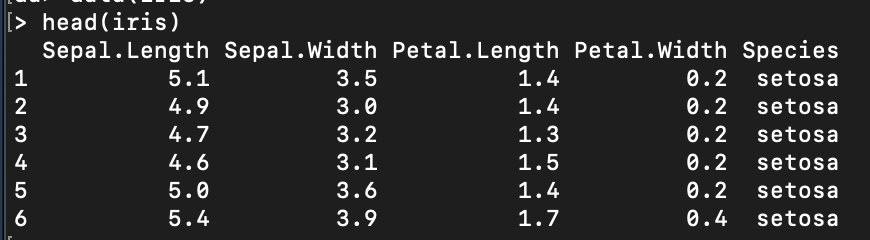 > head(iris)
  Sepal.Length Sepal.Width Petal.Length Petal.Width Species
1          5.1         3.5          1.4         0.2  setosa
2          4.9         3.0          1.4         0.2  setosa
3          4.7         3.2          1.3         0.2  setosa
4          4.6         3.1          1.5         0.2  setosa
5          5.0         3.6          1.4         0.2  setosa
6          5.4         3.9          1.7         0.4  setosa